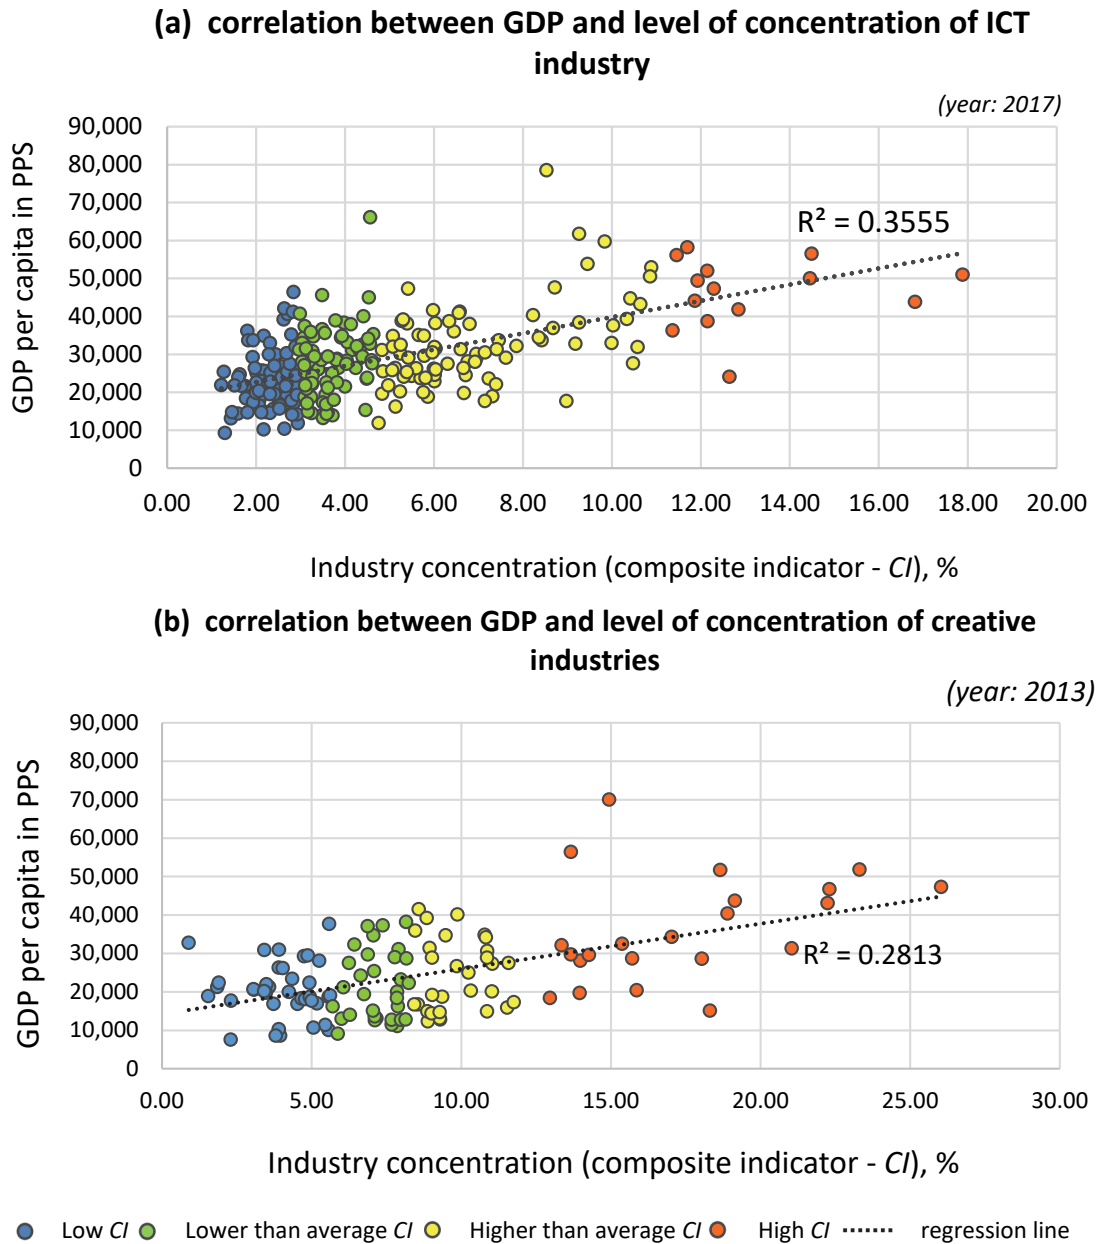 (a) correlation between GDP and level of concentration of ICT
industry
(year: 2017)
GDP per capita in PPS
90,000
80,000
70,000
60,000
50,000
40,000
30,000
20,000
10,000
0
R² = 0.3555
0.00 2.00 4.00 6.00 8.00 10.00 12.00 14.00 16.00 18.00 20.00
Industry concentration (composite indicator - CI), %
(b) correlation between GDP and level of concentration of creative
industries
(year: 2013)
GDP per capita in PPS
90,000
80,000
70,000
60,000
50,000
40,000
30,000
20,000
10,000
0
R² = 0.2813
0.00 5.00 10.00 15.00 20.00 25.00 30.00
Industry concentration (composite indicator - CI), %
Low CI Lower than average CI Higher than average CI High CI regression line